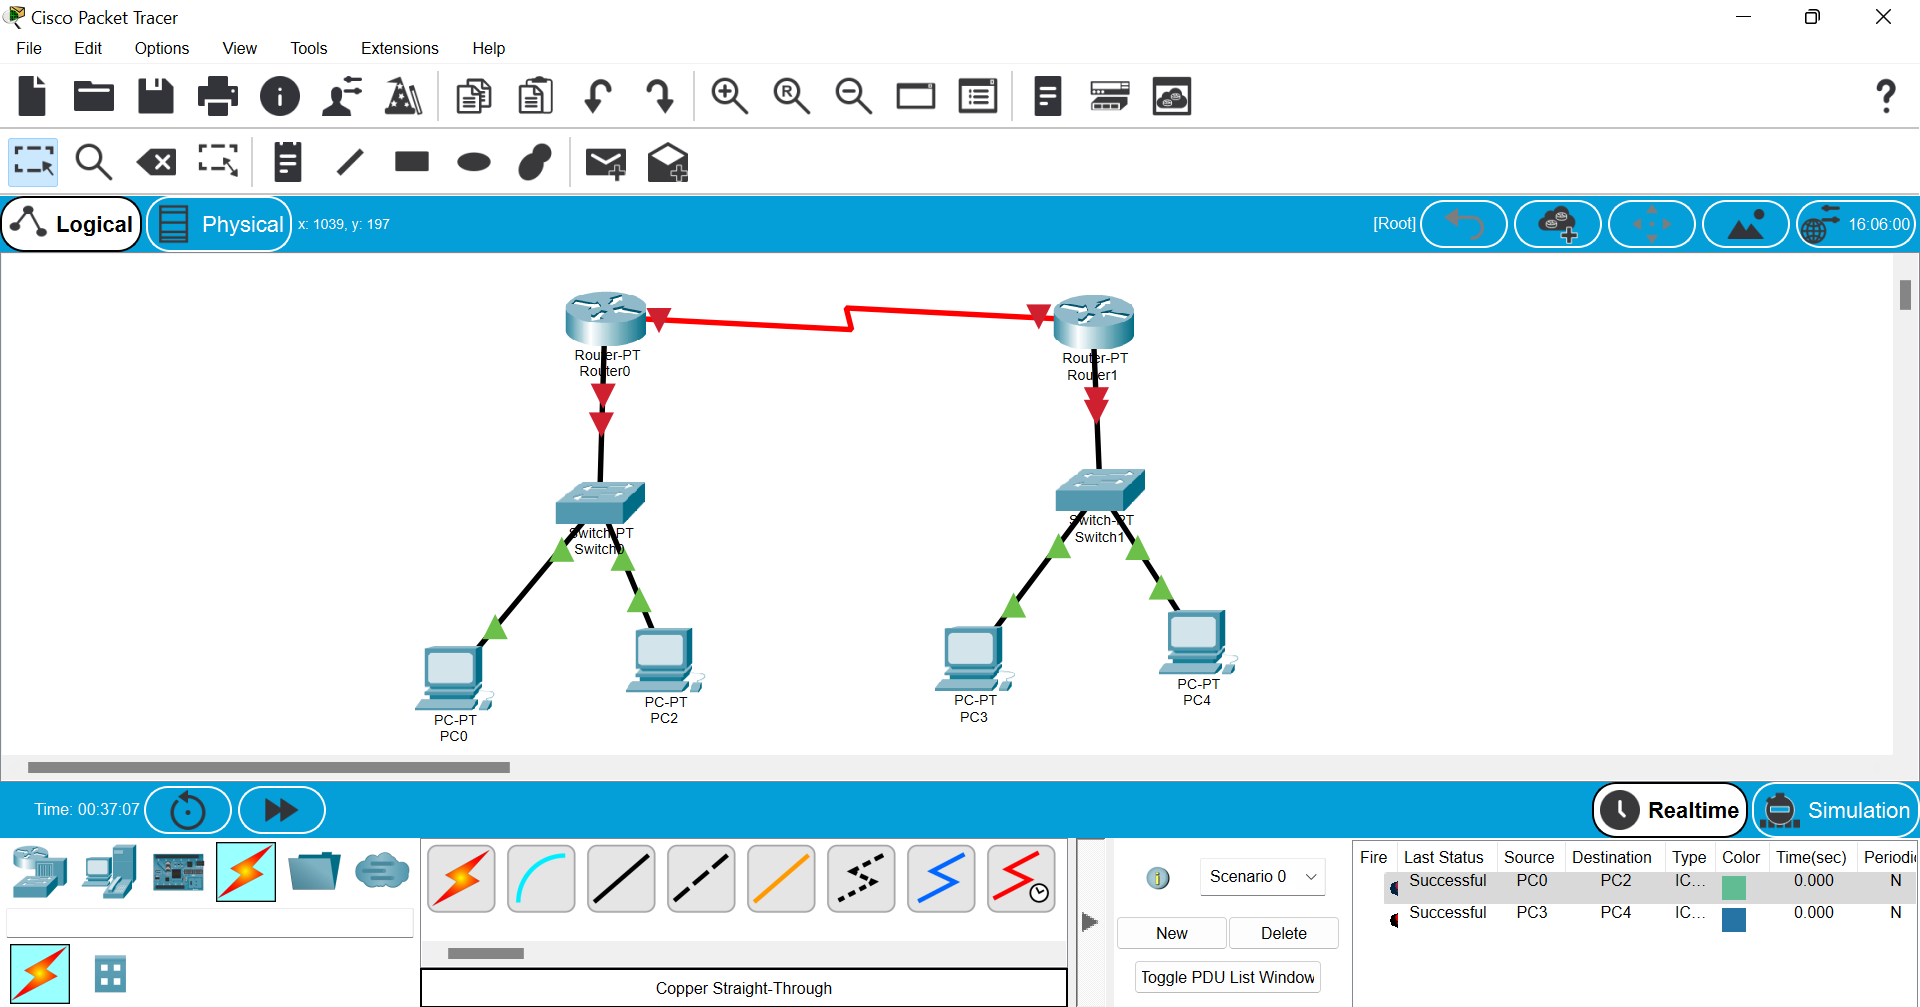 Cisco Packet Tracer
File Edit Options View Tools Extensions Help
Logical Physical x: 1039, y: 197 [Root] 16:06:00
Router-PT
Router0
Router-PT
Router1
Switch-PT
Switch0
Switch-PT
Switch1
PC-PT
PC0
PC-PT
PC2
PC-PT
PC3
PC-PT
PC4
Time: 00:37:07 Realtime Simulation
Fire Last Status Source Destination Type Color Time(sec) Periodic
Successful PC0 PC2 IC... 0.000 N
Successful PC3 PC4 IC... 0.000 N
Scenario 0
New Delete
Toggle PDU List Window
Copper Straight-Through